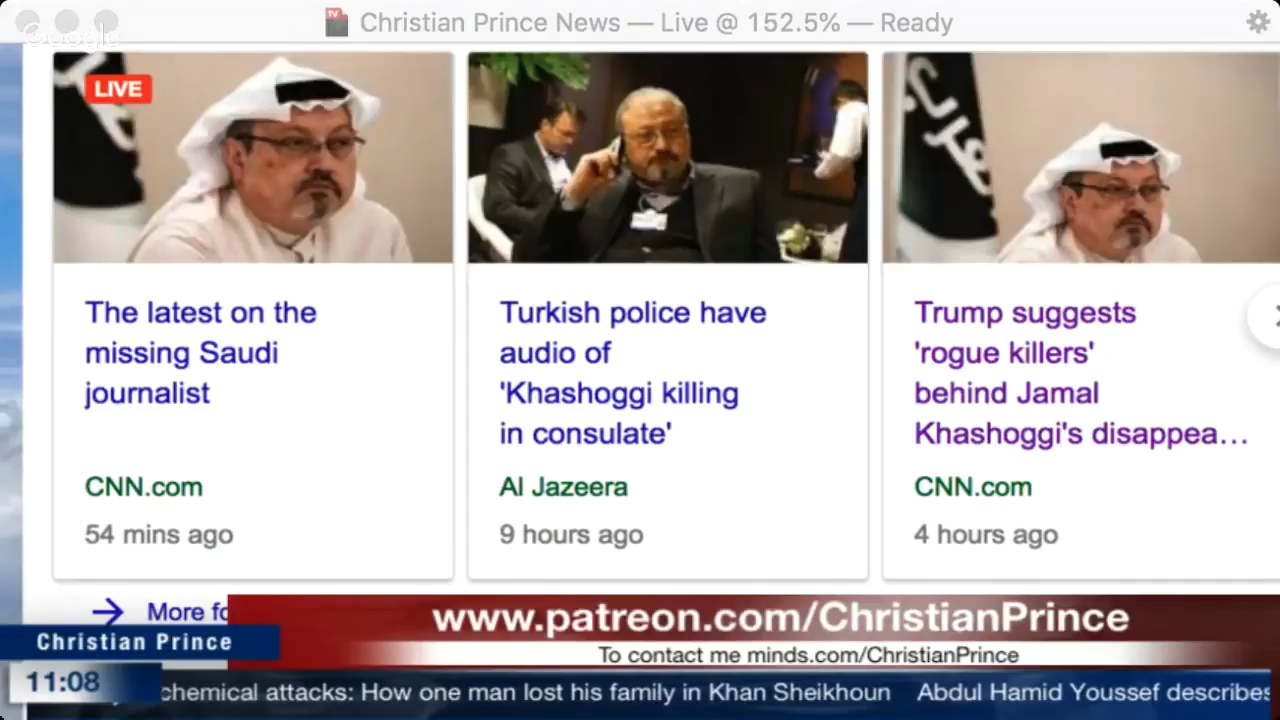 TV
Christian Prince News — Live @ 152.5% — Ready
Google
LIVE
The latest on the
missing Saudi
journalist
CNN.com
54 mins ago
Turkish police have
audio of
'Khashoggi killing
in consulate'
Al Jazeera
9 hours ago
Trump suggests
'rogue killers'
behind Jamal
Khashoggi's disappea…
CNN.com
4 hours ago
More fo
www.patreon.com/ChristianPrince
Christian Prince
To contact me minds.com/ChristianPrince
11:08
chemical attacks: How one man lost his family in Khan Sheikhoun Abdul Hamid Youssef describes